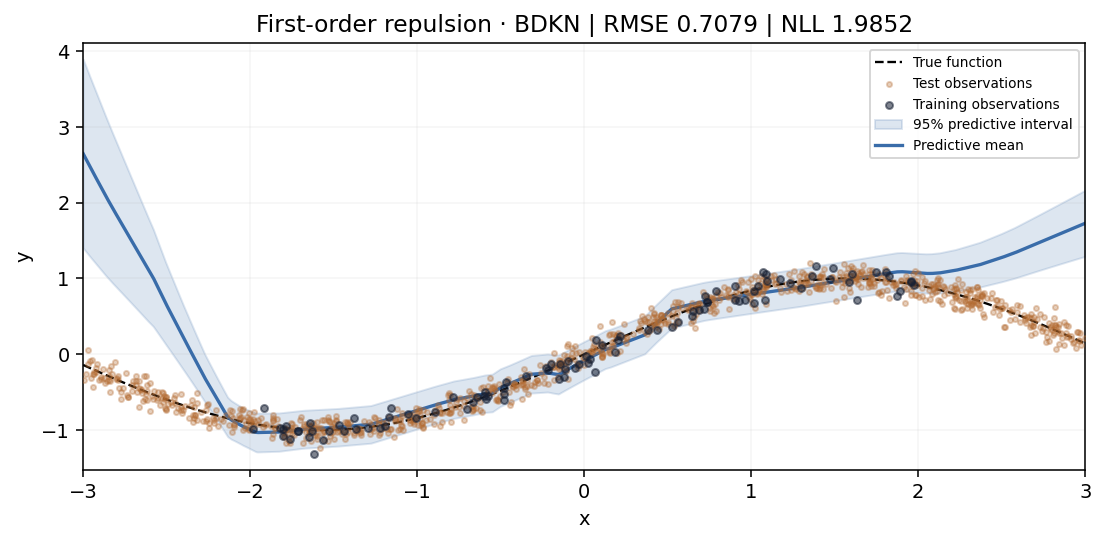 First-order repulsion · BDKN | RMSE 0.7079 | NLL 1.9852
True function
Test observations
Training observations
95% predictive interval
Predictive mean
4
3
2
1
0
−1
y
−3
−2
−1
0
1
2
3
x